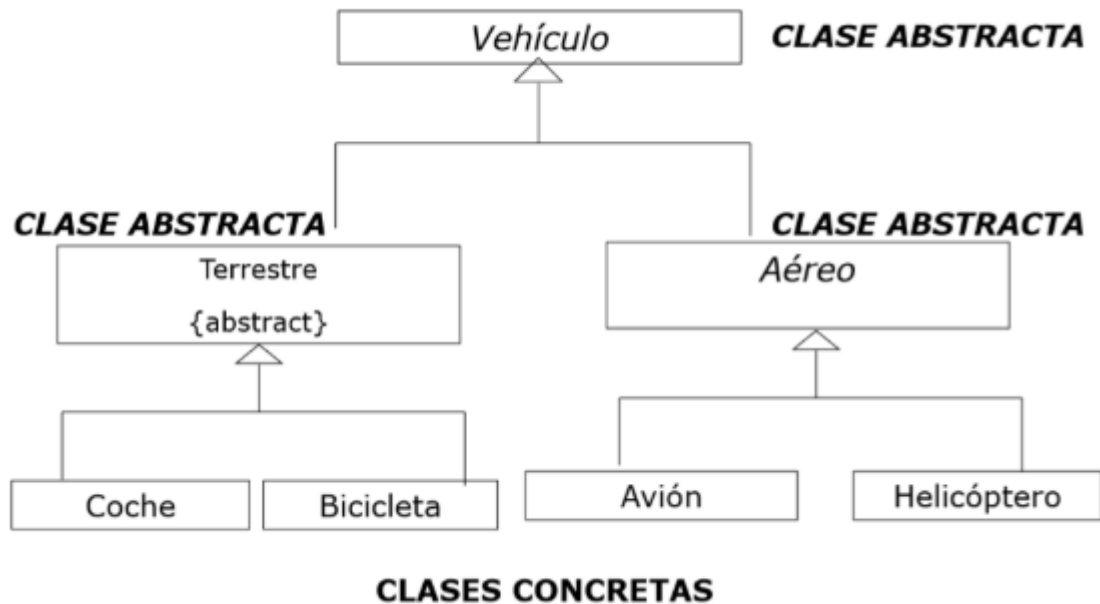 Vehículo
CLASE ABSTRACTA
CLASE ABSTRACTA
CLASE ABSTRACTA
Terrestre
{abstract}
Aéreo
Coche
Bicicleta
Avión
Helicóptero
CLASES CONCRETAS